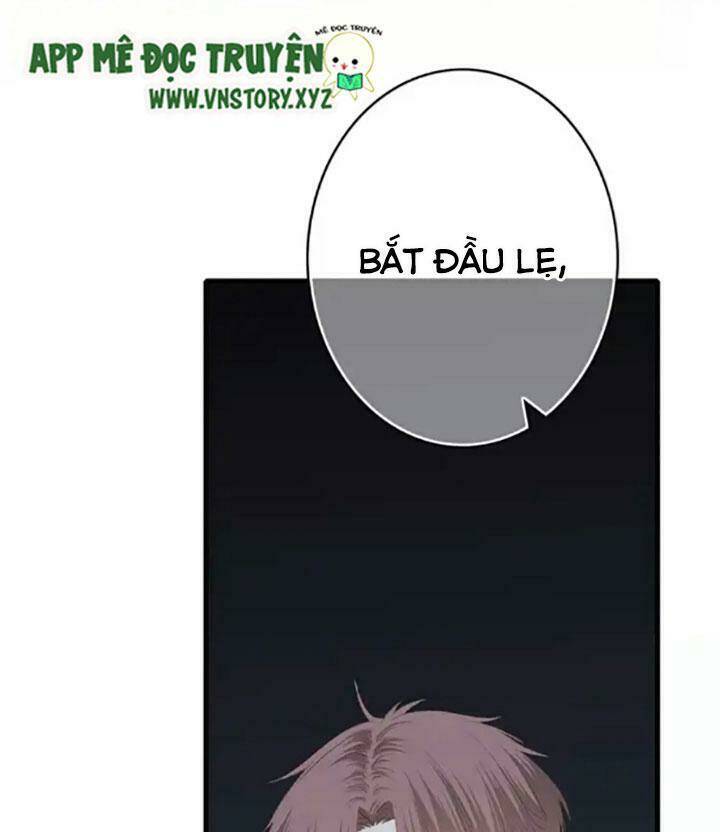 MÊ ĐỌC TRUYỆN
APP MÊ ĐỌC TRUYỆN
WWW.VNSTORY.XYZ
BẮT ĐẦU LẸ,